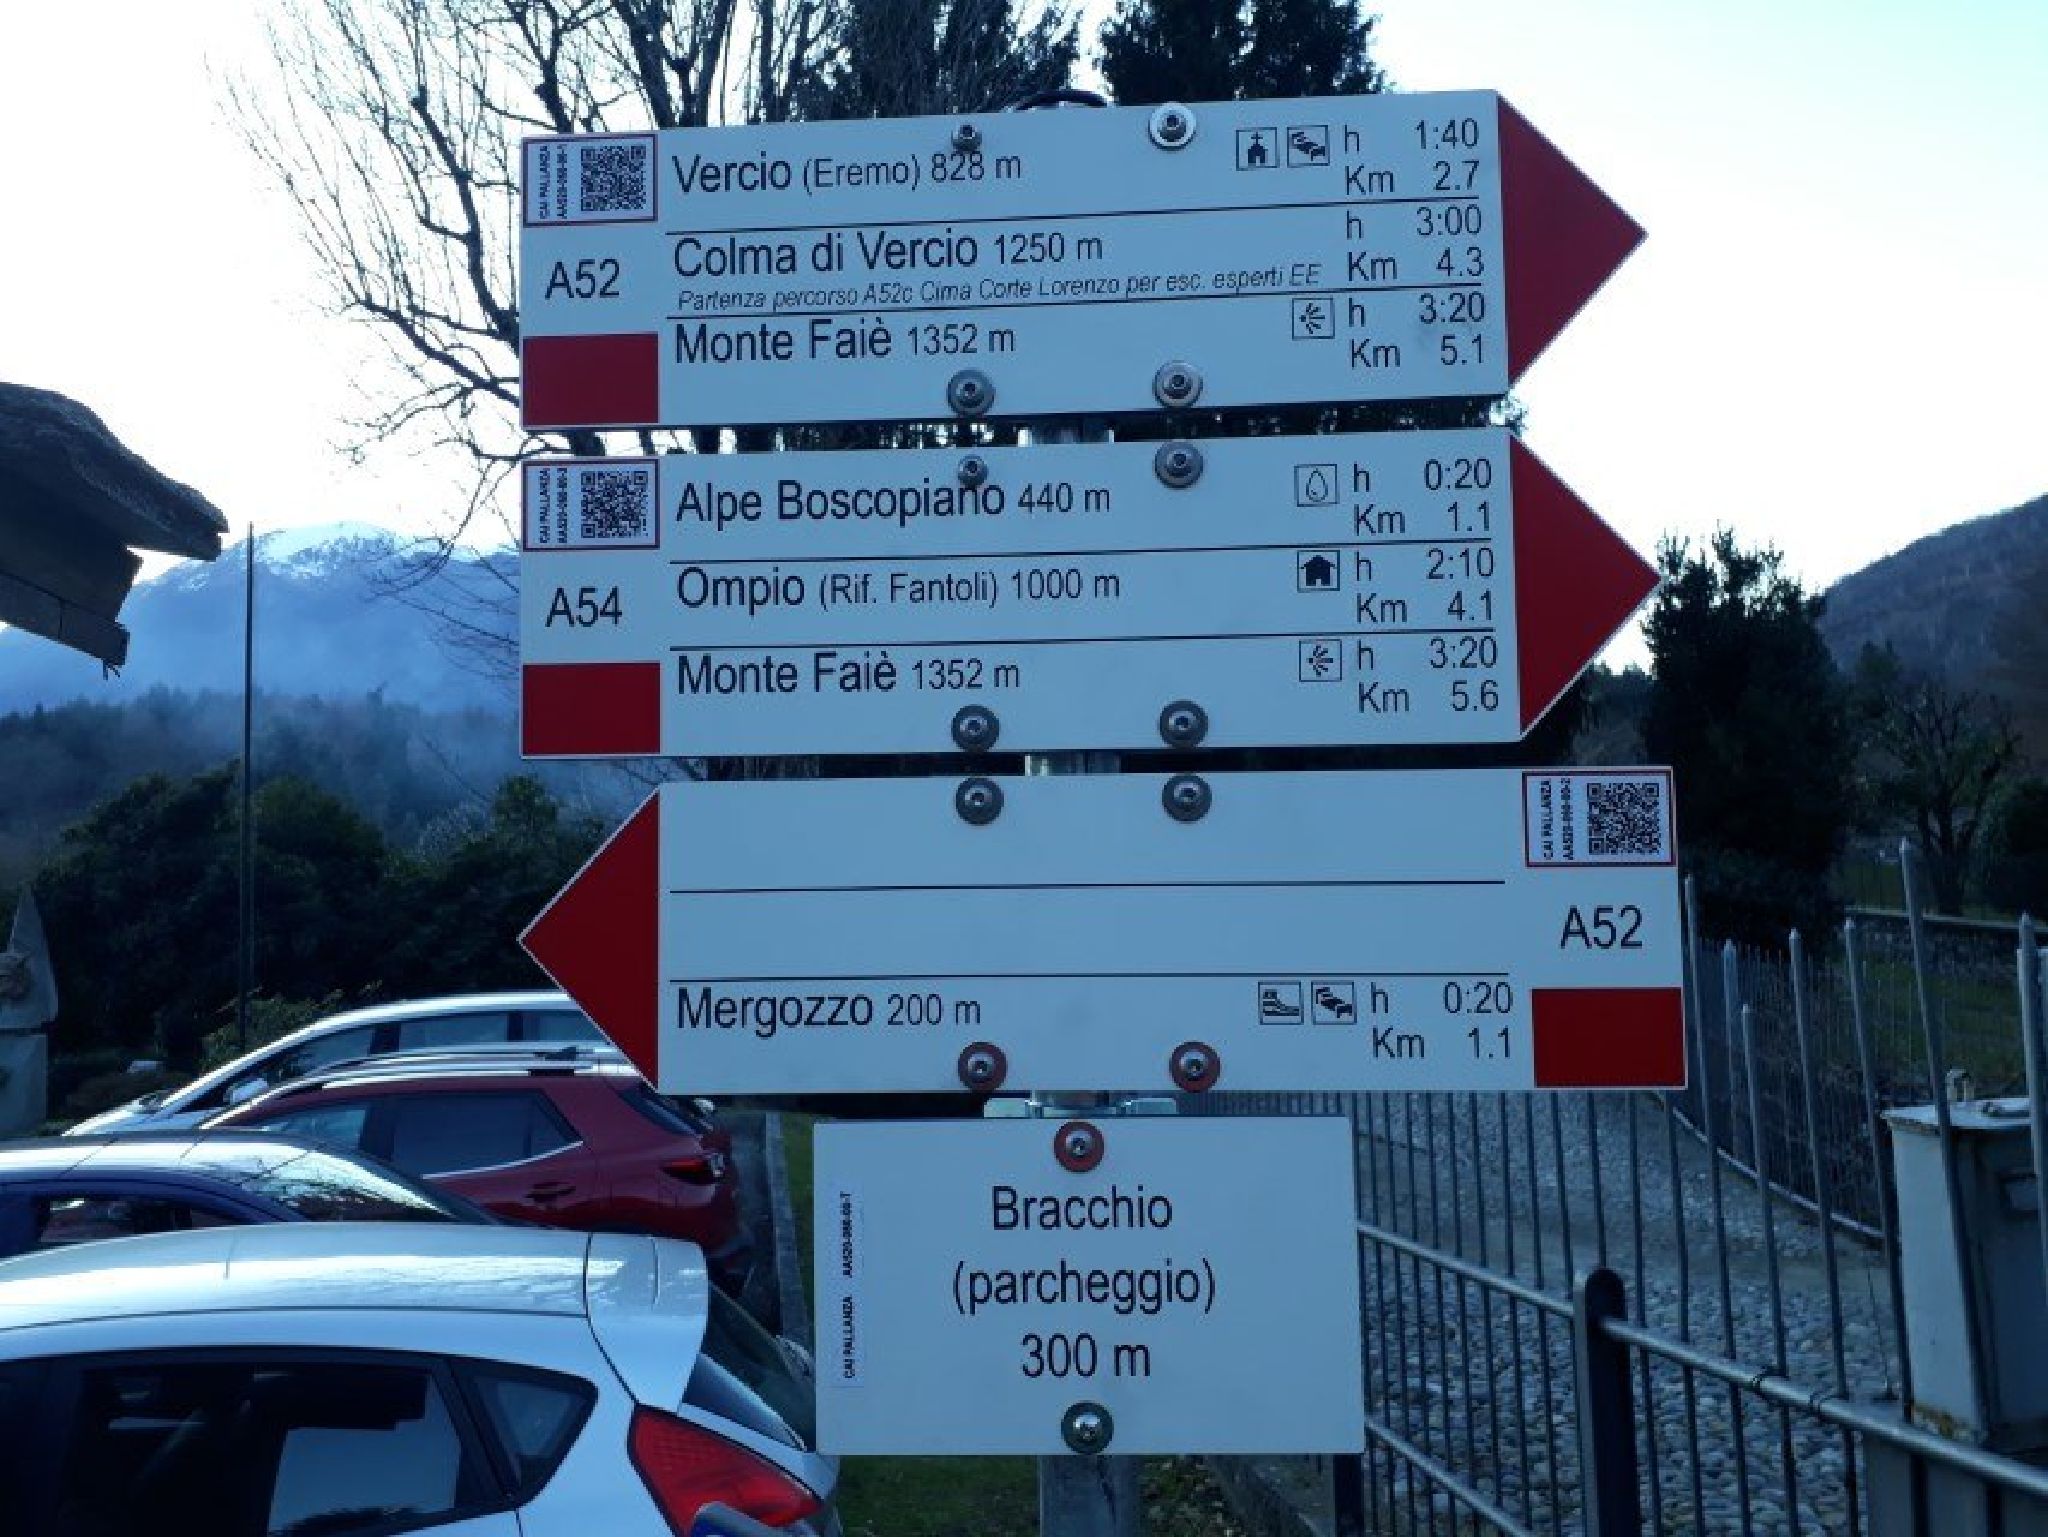 CAI PALLANZA
Vercio (Eremo) 828 m h 1:40
Km 2.7
A52
Colma di Vercio 1250 m h 3:00
Km 4.3
Partenza percorso A52c Cima Corte Lorenzo per esc. esperti EE
Monte Faiè 1352 m h 3:20
Km 5.1
CAI PALLANZA
Alpe Boscopiano 440 m h 0:20
Km 1.1
A54
Ompio (Rif. Fantoli) 1000 m h 2:10
Km 4.1
Monte Faiè 1352 m h 3:20
Km 5.6
CAI PALLANZA
A52
Mergozzo 200 m h 0:20
Km 1.1
CAI PALLANZA
Bracchio
(parcheggio)
300 m